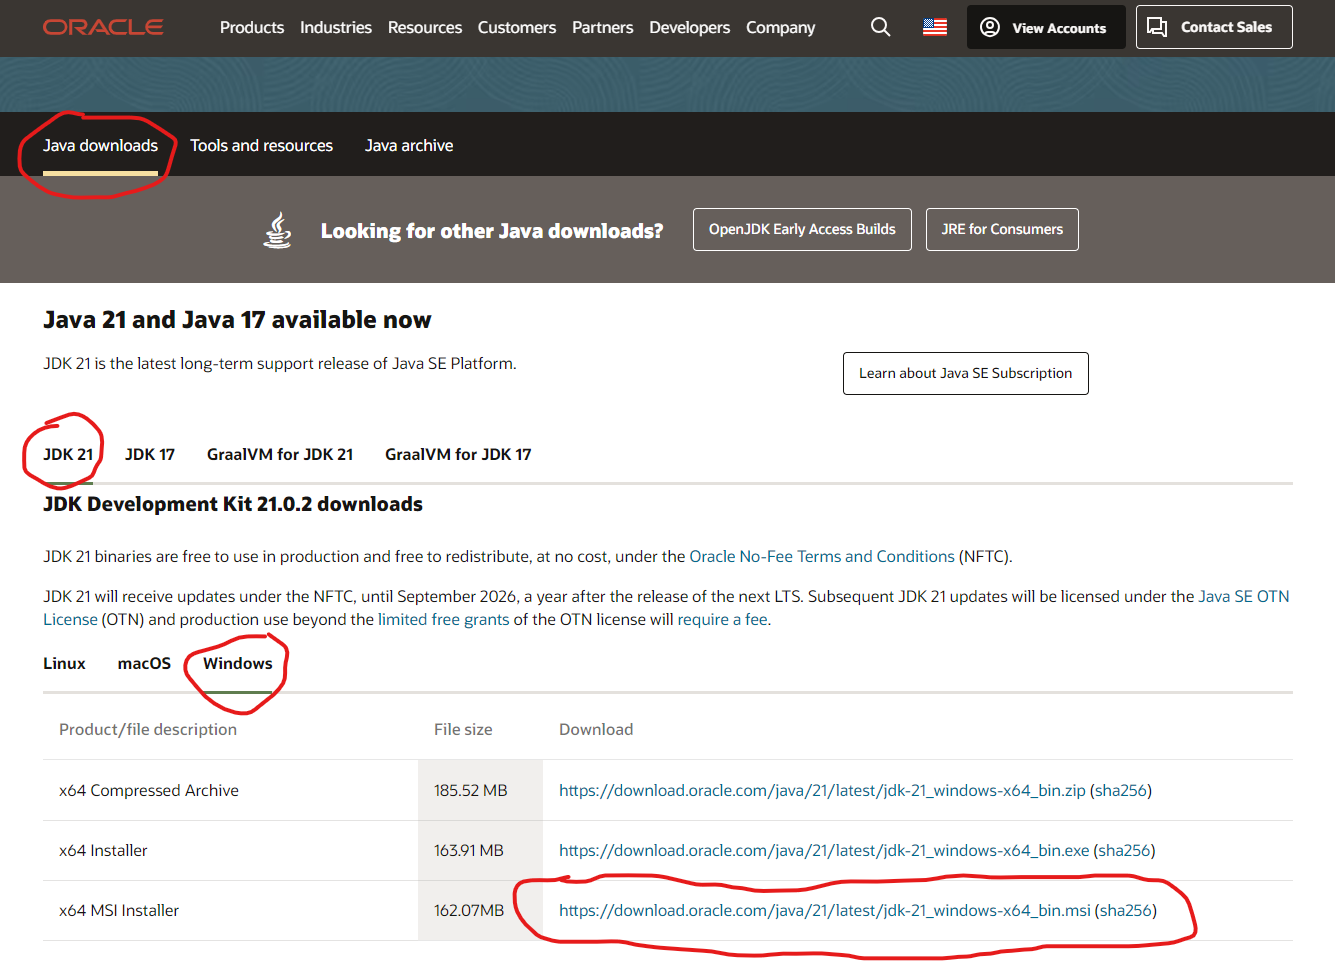 ORACLE Products Industries Resources Customers Partners Developers Company View Accounts Contact Sales
Java downloads Tools and resources Java archive
Looking for other Java downloads? OpenJDK Early Access Builds JRE for Consumers
Java 21 and Java 17 available now
JDK 21 is the latest long-term support release of Java SE Platform.
Learn about Java SE Subscription
JDK 21 JDK 17 GraalVM for JDK 21 GraalVM for JDK 17
JDK Development Kit 21.0.2 downloads
JDK 21 binaries are free to use in production and free to redistribute, at no cost, under the Oracle No-Fee Terms and Conditions (NFTC).
JDK 21 will receive updates under the NFTC, until September 2026, a year after the release of the next LTS. Subsequent JDK 21 updates will be licensed under the Java SE OTN
License (OTN) and production use beyond the limited free grants of the OTN license will require a fee.
Linux macOS Windows
Product/file description File size Download
x64 Compressed Archive 185.52 MB https://download.oracle.com/java/21/latest/jdk-21_windows-x64_bin.zip (sha256)
x64 Installer 163.91 MB https://download.oracle.com/java/21/latest/jdk-21_windows-x64_bin.exe (sha256)
x64 MSI Installer 162.07MB https://download.oracle.com/java/21/latest/jdk-21_windows-x64_bin.msi (sha256)